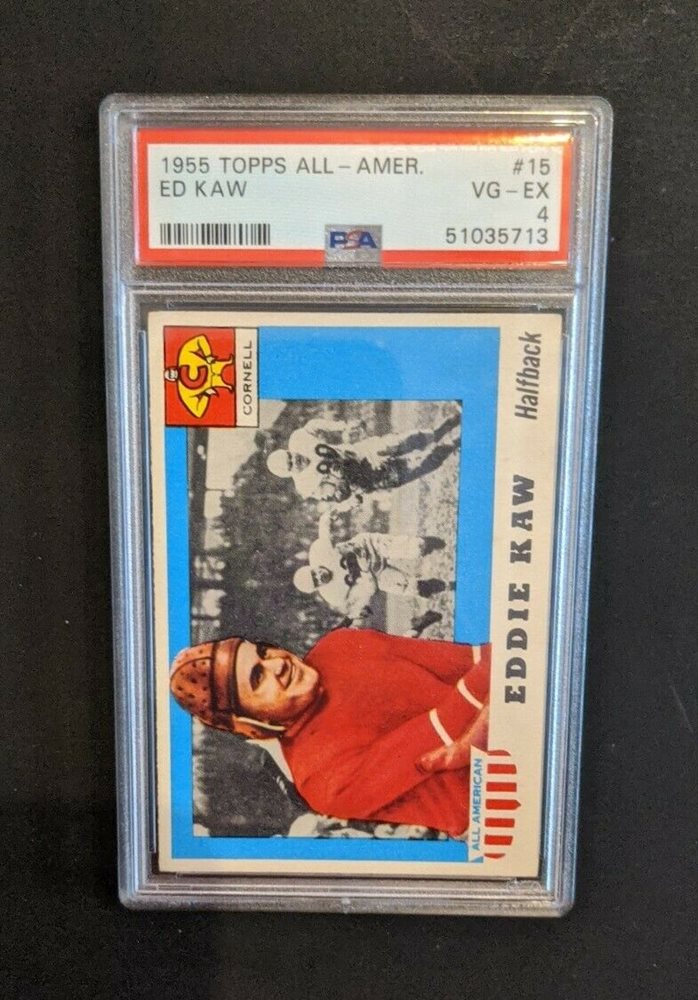 1955 TOPPS ALL-AMER. #15
ED KAW VG-EX
4
PSA 51035713
C
CORNELL
Halfback
EDDIE KAW
ALL AMERICAN